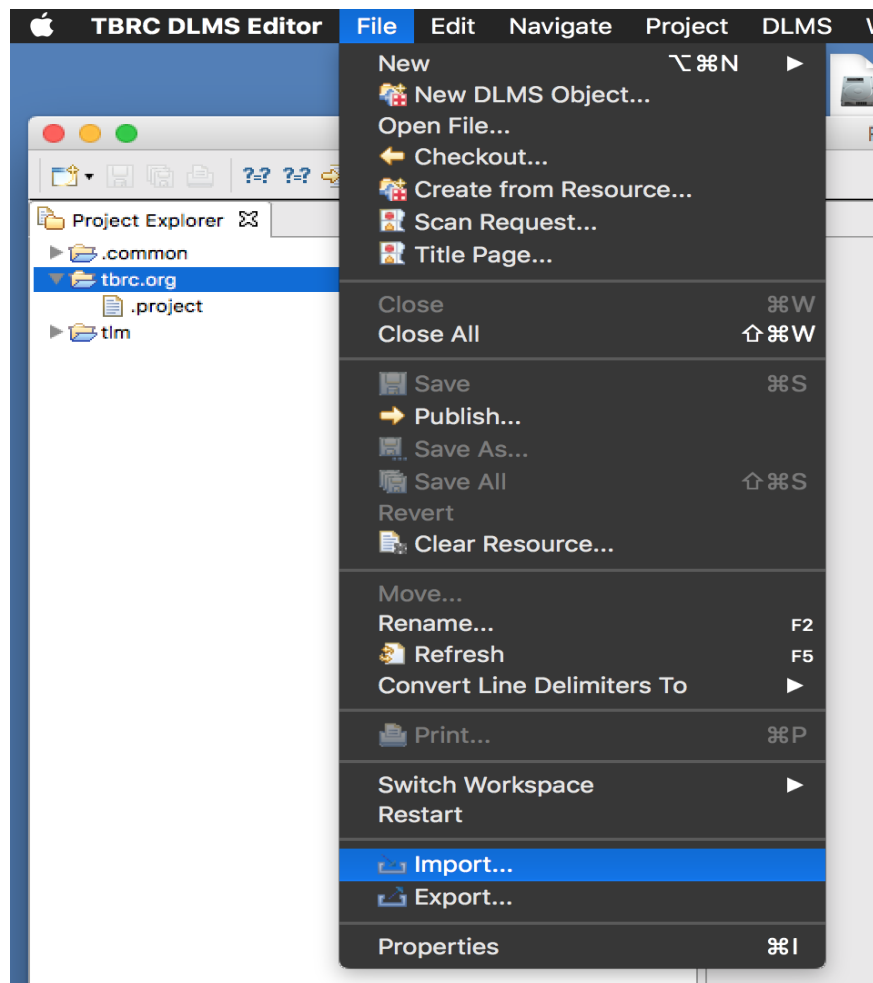 TBRC DLMS Editor File Edit Navigate Project DLMS
New ⌥⌘N ▶
New DLMS Object...
Open File...
Checkout...
Create from Resource...
Scan Request...
Title Page...
Close ⌘W
Close All ⇧⌘W
Save ⌘S
Publish...
Save As...
Save All ⇧⌘S
Revert
Clear Resource...
Move...
Rename... F2
Refresh F5
Convert Line Delimiters To ▶
Print... ⌘P
Switch Workspace ▶
Restart
Import...
Export...
Properties ⌘I
?=? ?=?
Project Explorer
.common
tbrc.org
.project
tlm